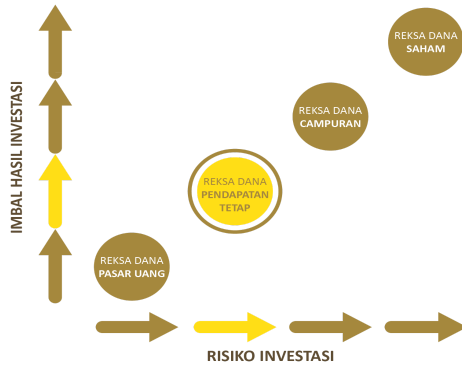 REKSA DANA
SAHAM
REKSA DANA
CAMPURAN
REKSA DANA
PENDAPATAN
TETAP
REKSA DANA
PASAR UANG
IMBAL HASIL INVESTASI
RISIKO INVESTASI